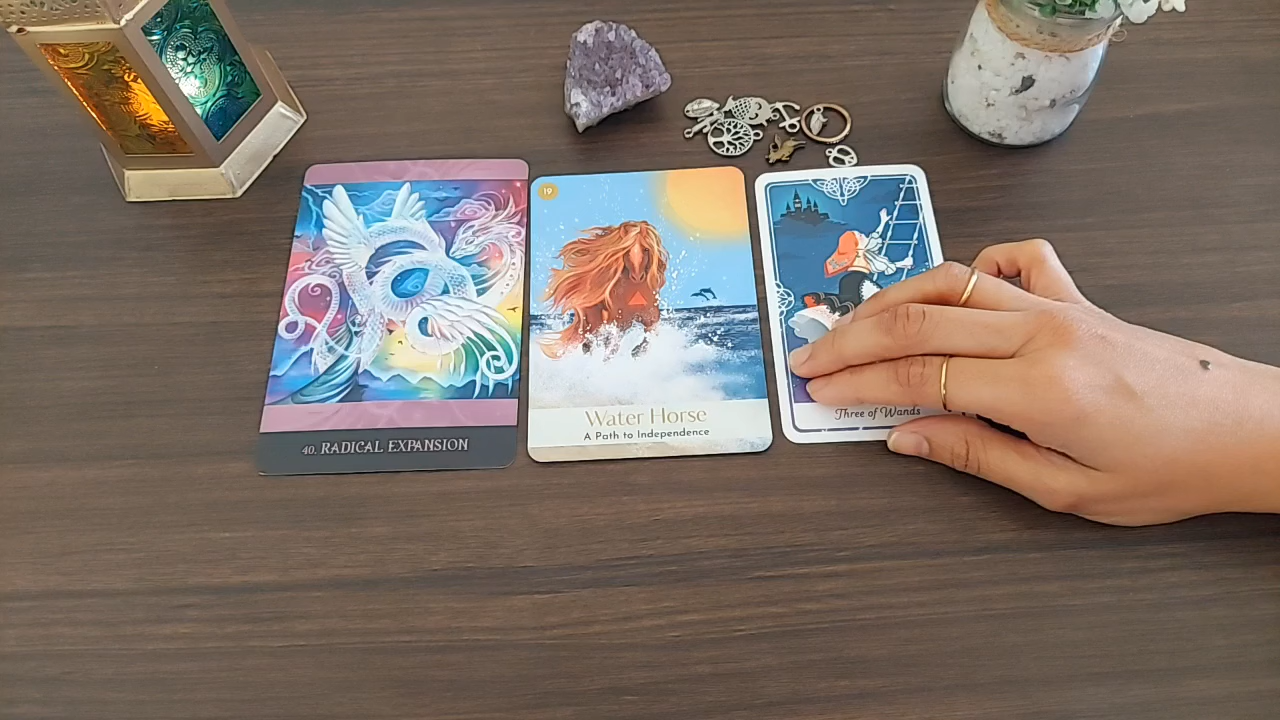 40. RADICAL EXPANSION
19
Water Horse
A Path to Independence
Three of Wands